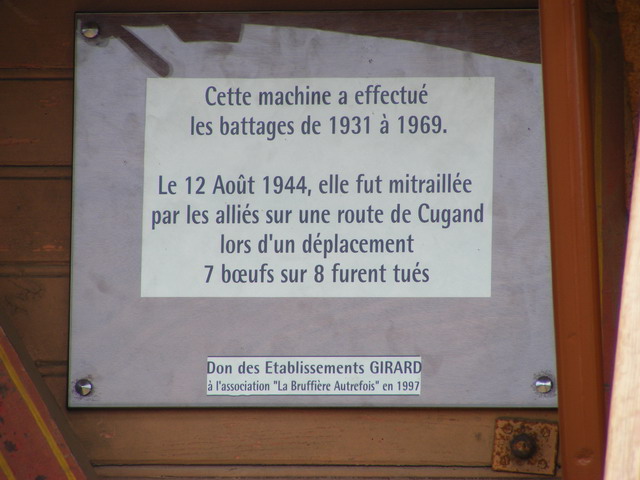 Cette machine a effectué
les battages de 1931 à 1969.
Le 12 Août 1944, elle fut mitraillée
par les alliés sur une route de Cugand
lors d'un déplacement
7 bœufs sur 8 furent tués
Don des Etablissements GIRARD
à l'association "La Bruffière Autrefois" en 1997